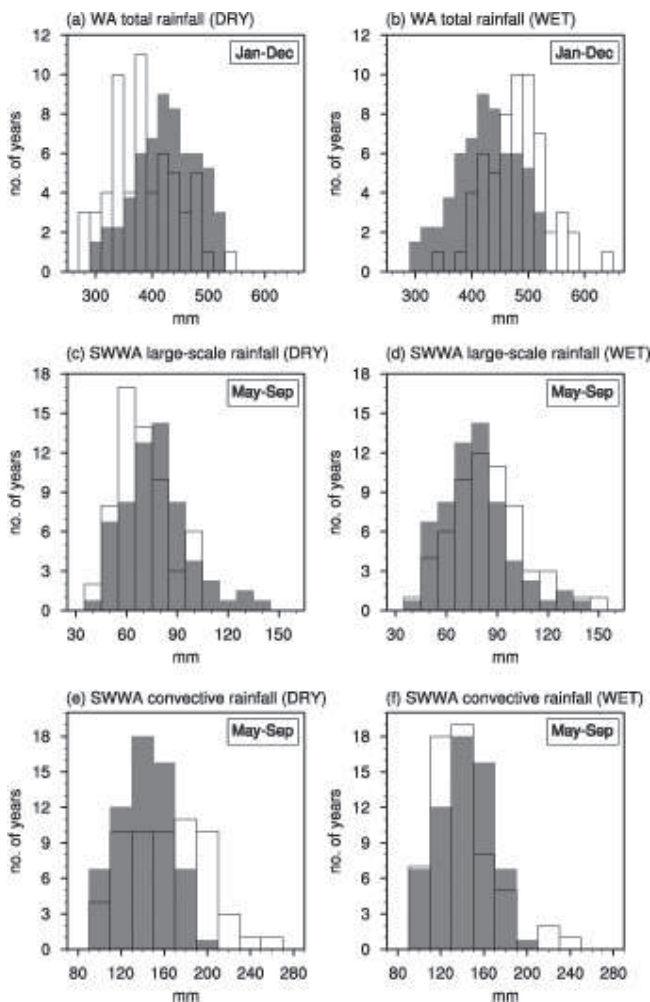 (a) WA total rainfall (DRY)
Jan-Dec
no. of years
12
10
8
6
4
2
0
300 400 500 600
mm
(b) WA total rainfall (WET)
Jan-Dec
no. of years
12
10
8
6
4
2
0
300 400 500 600
mm
(c) SWWA large-scale rainfall (DRY)
May-Sep
no. of years
18
15
12
9
6
3
0
30 60 90 120 150
mm
(d) SWWA large-scale rainfall (WET)
May-Sep
no. of years
18
15
12
9
6
3
0
30 60 90 120 150
mm
(e) SWWA convective rainfall (DRY)
May-Sep
no. of years
18
15
12
9
6
3
0
80 120 160 200 240 280
mm
(f) SWWA convective rainfall (WET)
May-Sep
no. of years
18
15
12
9
6
3
0
80 120 160 200 240 280
mm